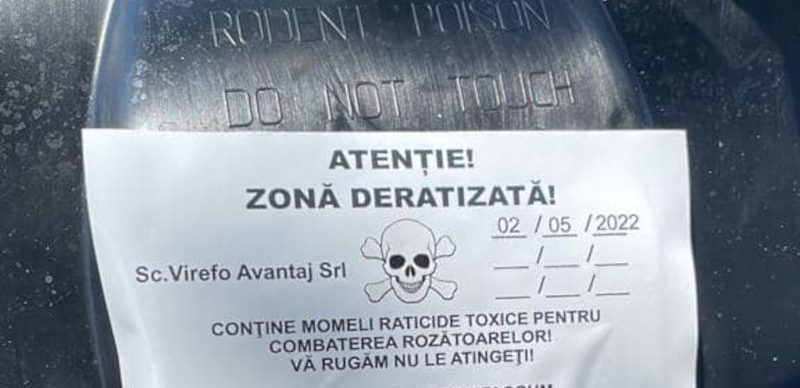 RODENT POISON
DO NOT TOUCH
ATENȚIE!
ZONĂ DERATIZATĂ!
02 / 05 / 2022
__/__/__
Sc.Virefo Avantaj Srl
__/__/__
CONȚINE MOMELI RATICIDE TOXICE PENTRU
COMBATEREA ROZĂTOARELOR!
VĂ RUGĂM NU LE ATINGEȚI!